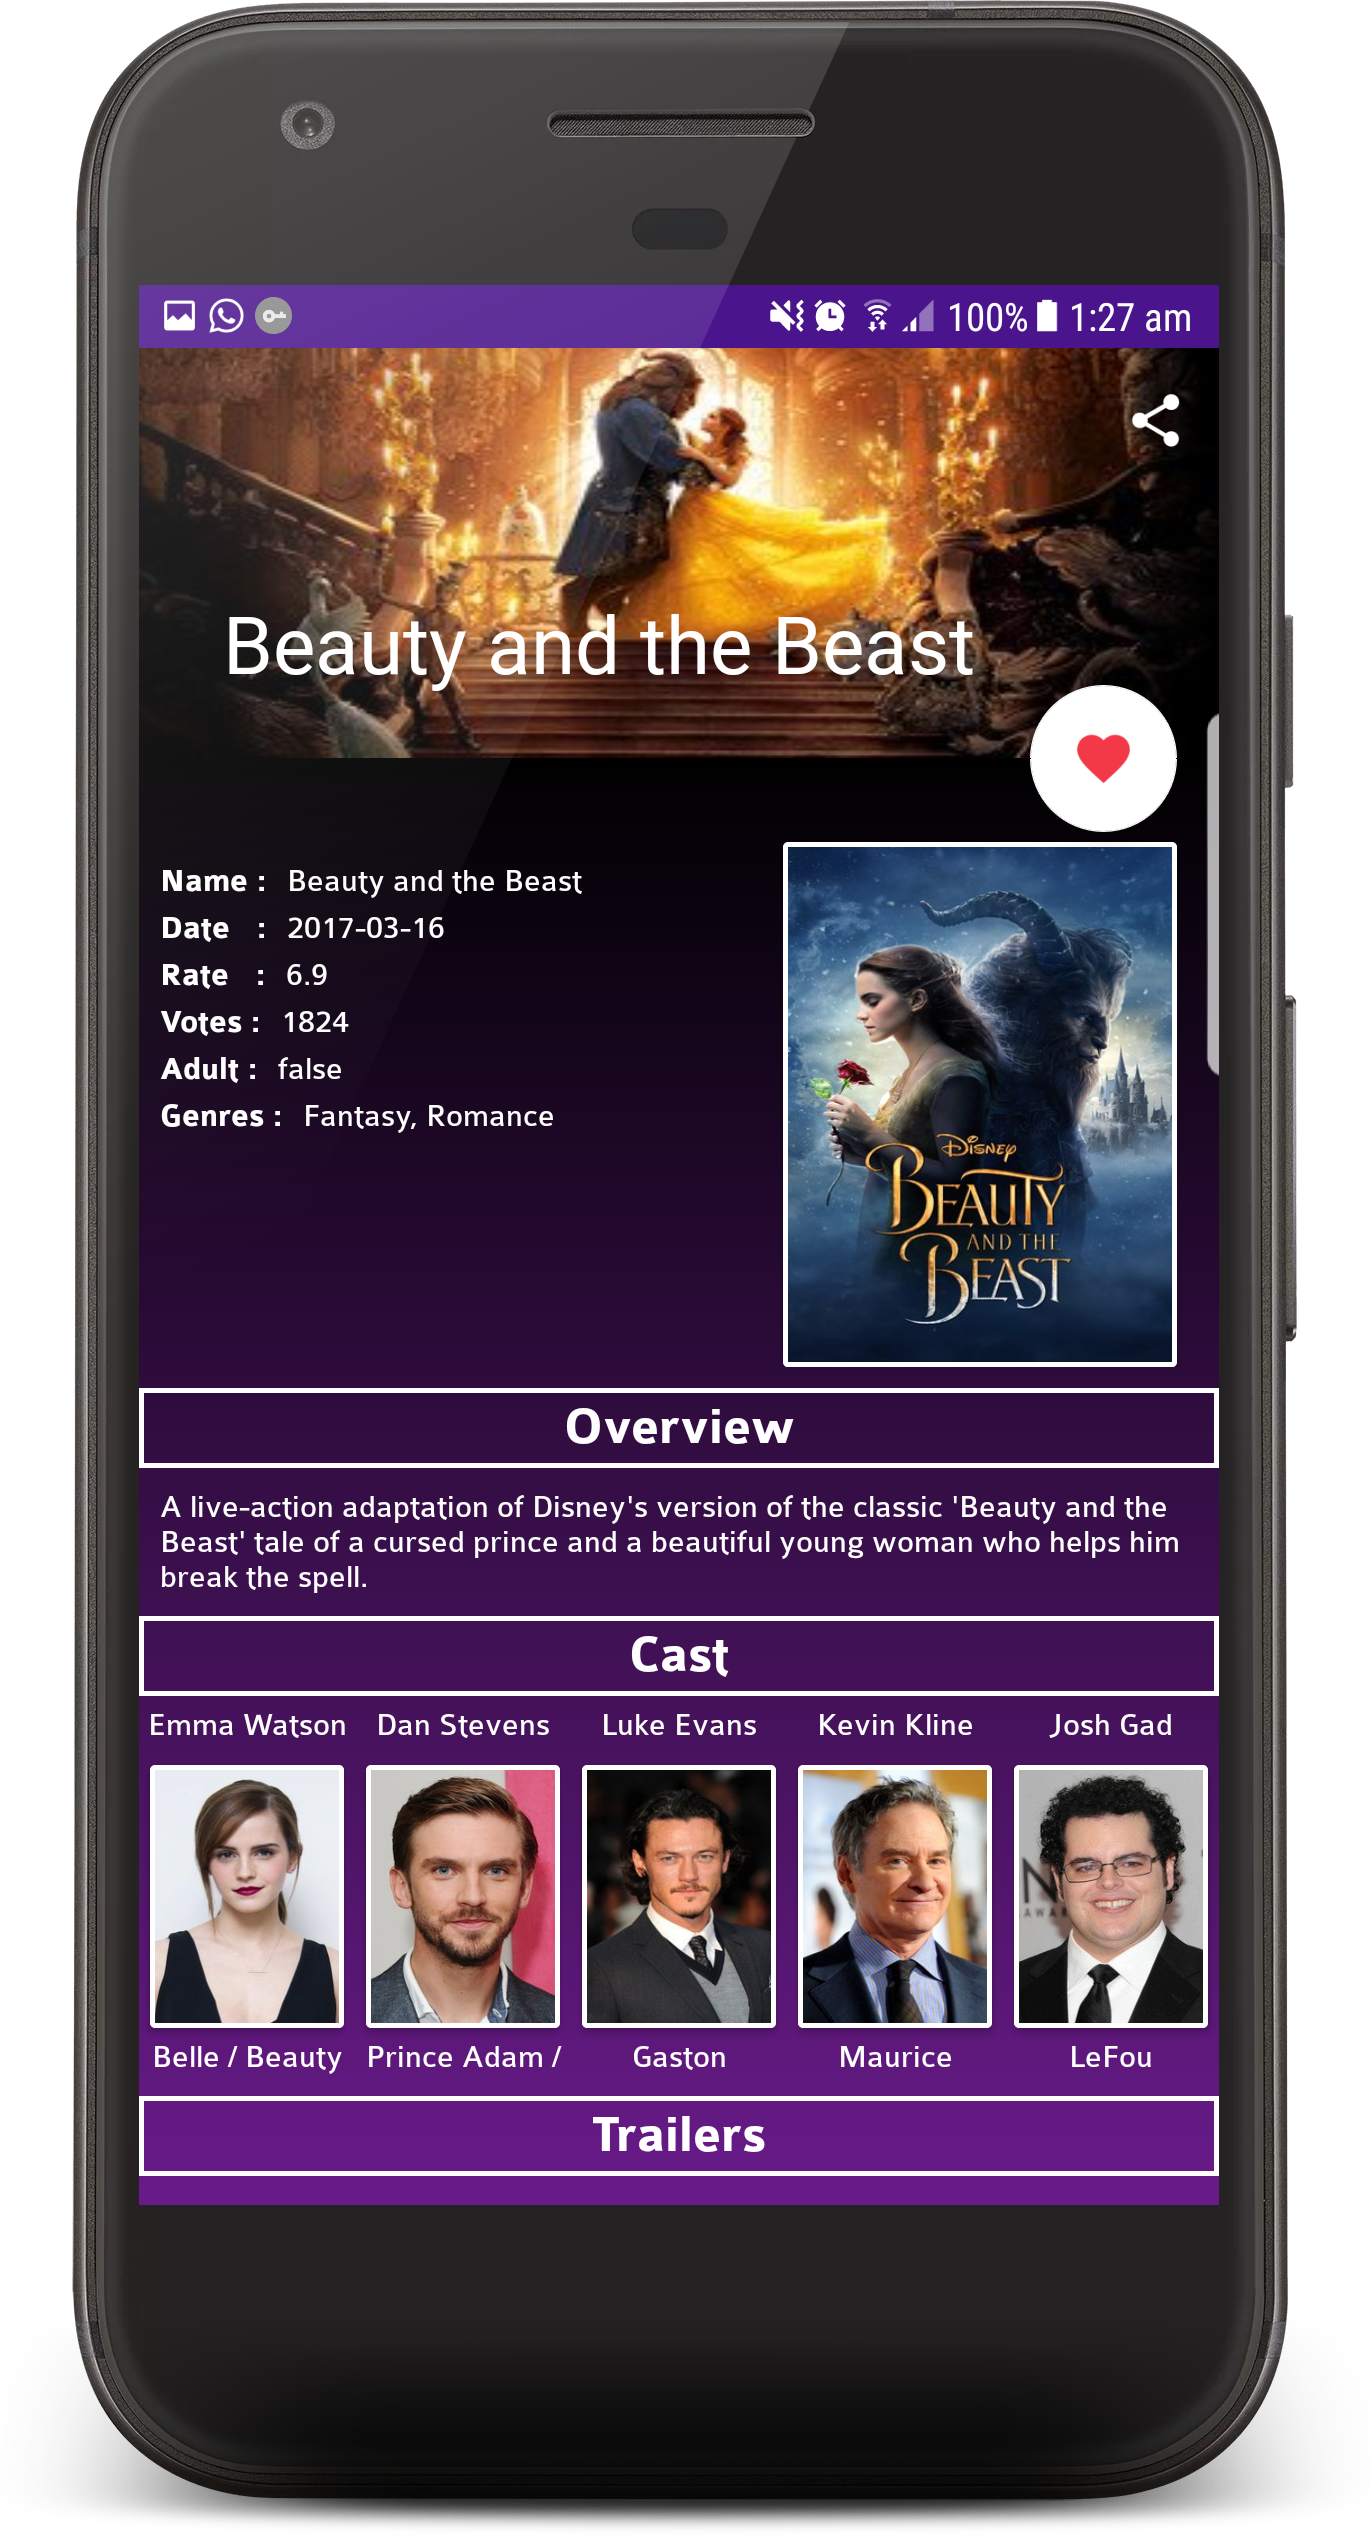 100% 1:27 am
Beauty and the Beast
Name : Beauty and the Beast
Date : 2017-03-16
Rate : 6.9
Votes : 1824
Adult : false
Genres : Fantasy, Romance
Disney
BEAUTY
AND THE
BEAST
Overview
A live-action adaptation of Disney's version of the classic 'Beauty and the
Beast' tale of a cursed prince and a beautiful young woman who helps him
break the spell.
Cast
Emma Watson Dan Stevens Luke Evans Kevin Kline Josh Gad
Belle / Beauty Prince Adam / Gaston Maurice LeFou
Trailers